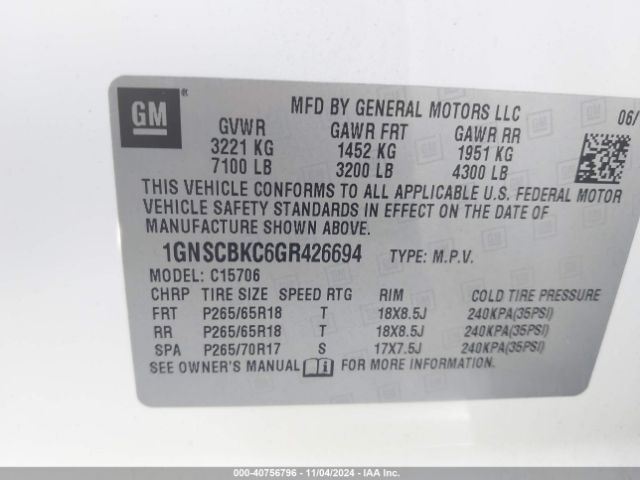 GM ®
MFD BY GENERAL MOTORS LLC 06/
GVWR GAWR FRT GAWR RR
3221 KG 1452 KG 1951 KG
7100 LB 3200 LB 4300 LB
THIS VEHICLE CONFORMS TO ALL APPLICABLE U.S. FEDERAL MOTOR
VEHICLE SAFETY STANDARDS IN EFFECT ON THE DATE OF
MANUFACTURE SHOWN ABOVE.
1GNSCBKC6GR426694 TYPE: M.P.V.
MODEL: C15706
CHRP TIRE SIZE SPEED RTG RIM COLD TIRE PRESSURE
FRT P265/65R18 T 18X8.5J 240KPA(35PSI)
RR P265/65R18 T 18X8.5J 240KPA(35PSI)
SPA P265/70R17 S 17X7.5J 240KPA(35PSI)
SEE OWNER'S MANUAL FOR MORE INFORMATION.
000-40756796 - 11/04/2024 - IAA Inc.